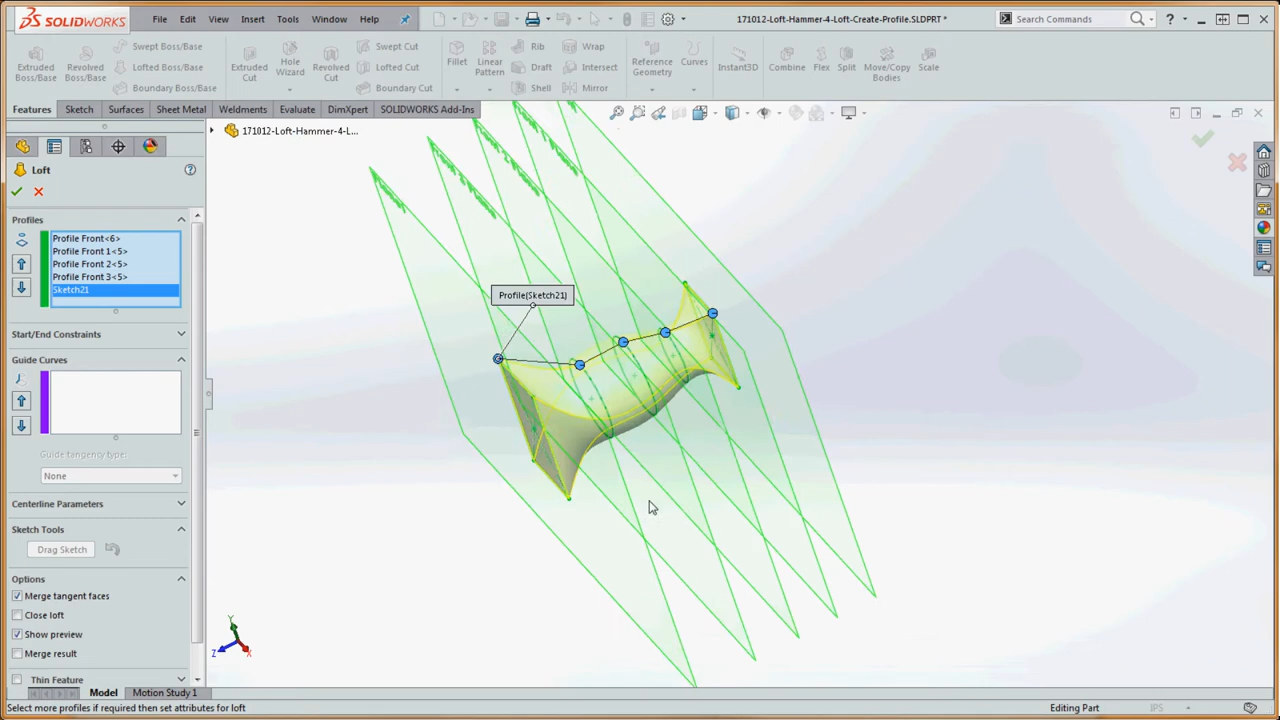 SOLIDWORKS
File Edit View Insert Tools Window Help
171012-Loft-Hammer-4-Loft-Create-Profile.SLDPRT *
Search Commands
Extruded Boss/Base
Revolved Boss/Base
Swept Boss/Base
Lofted Boss/Base
Boundary Boss/Base
Extruded Cut
Hole Wizard
Revolved Cut
Swept Cut
Lofted Cut
Boundary Cut
Fillet
Linear Pattern
Rib
Draft
Shell
Wrap
Intersect
Mirror
Reference Geometry
Curves
Instant3D
Combine
Flex
Split
Move/Copy Bodies
Scale
Features Sketch Surfaces Sheet Metal Weldments Evaluate DimXpert SOLIDWORKS Add-Ins
171012-Loft-Hammer-4-L...
Loft
Profiles
Profile Front<6>
Profile Front 1<5>
Profile Front 2<5>
Profile Front 3<5>
Sketch21
Profile(Sketch21)
Start/End Constraints
Guide Curves
Guide tangency type:
None
Centerline Parameters
Sketch Tools
Drag Sketch
Options
Merge tangent faces
Close loft
Show preview
Merge result
Thin Feature
Y
Z
X
Model Motion Study 1
Select more profiles if required then set attributes for loft
Editing Part
IPS